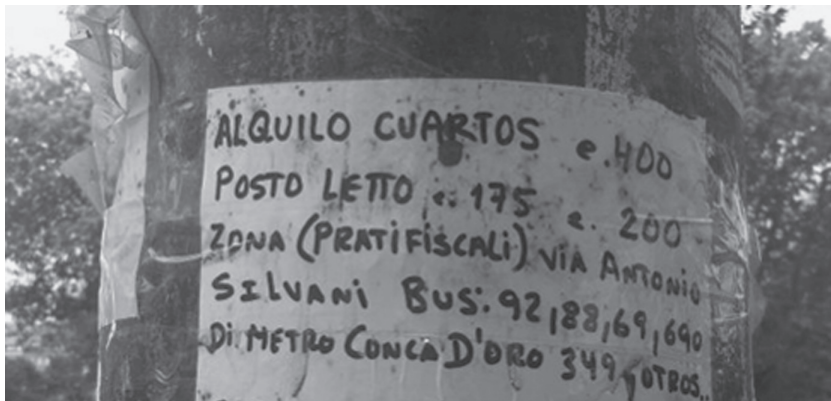 ALQUILO CUARTOS e.400
POSTO LETTO e. 175 e. 200
ZONA (PRATIFISCALI) VIA ANTONIO
SILVANI BUS: 92,88,69,690
Di METRO CONCA D'ORO 349, OTROS..